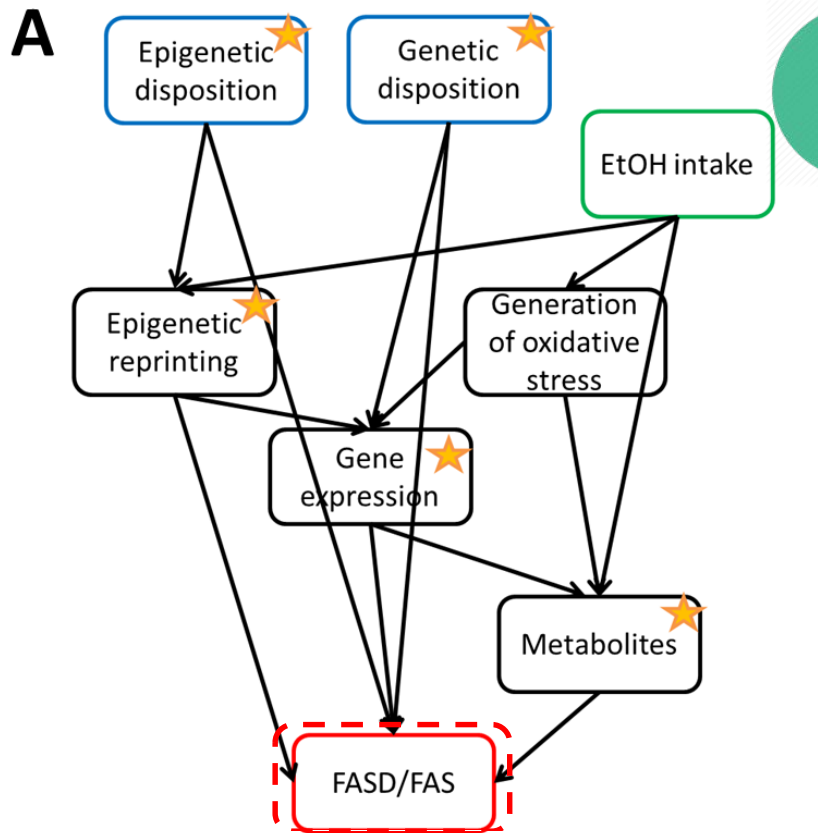 A
Epigenetic
disposition
Genetic
disposition
EtOH intake
Epigenetic
reprinting
Generation
of oxidative
stress
Gene
expression
Metabolites
FASD/FAS